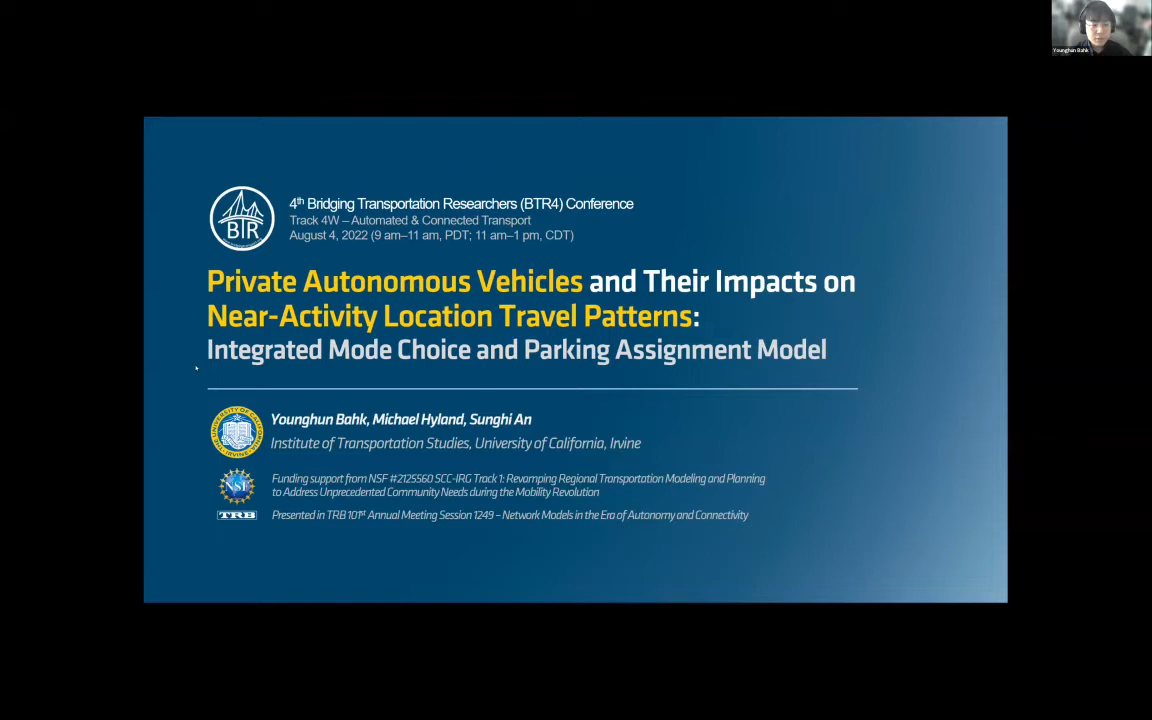 Younghun Bahk
BTR
4th Bridging Transportation Researchers (BTR4) Conference
Track 4W – Automated & Connected Transport
August 4, 2022 (9 am–11 am, PDT; 11 am–1 pm, CDT)
Private Autonomous Vehicles and Their Impacts on
Near-Activity Location Travel Patterns:
Integrated Mode Choice and Parking Assignment Model
Younghun Bahk, Michael Hyland, Sunghi An
Institute of Transportation Studies, University of California, Irvine
NSF
Funding support from NSF #2125560 SCC-IRG Track 1: Revamping Regional Transportation Modeling and Planning
to Address Unprecedented Community Needs during the Mobility Revolution
TRB
Presented in TRB 101st Annual Meeting Session 1249 – Network Models in the Era of Autonomy and Connectivity